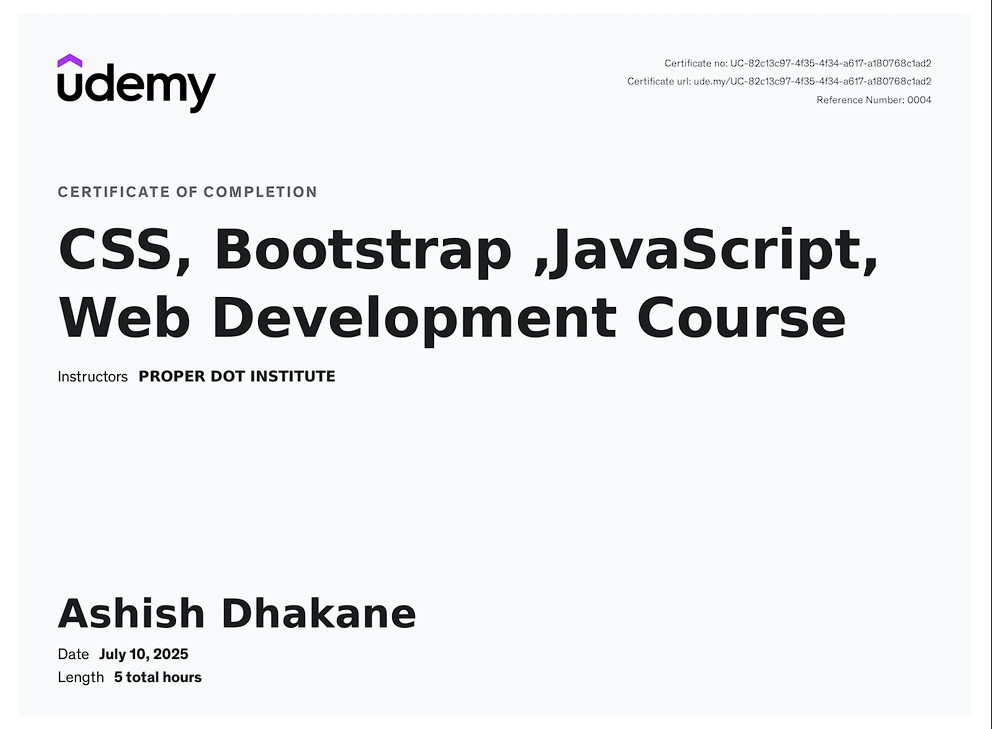 udemy
Certificate no: UC-82c13c97-4f35-4f34-a617-a180768c1ad2
Certificate url: ude.my/UC-82c13c97-4f35-4f34-a617-a180768c1ad2
Reference Number: 0004
CERTIFICATE OF COMPLETION
CSS, Bootstrap ,JavaScript,
Web Development Course
Instructors PROPER DOT INSTITUTE
Ashish Dhakane
Date July 10, 2025
Length 5 total hours